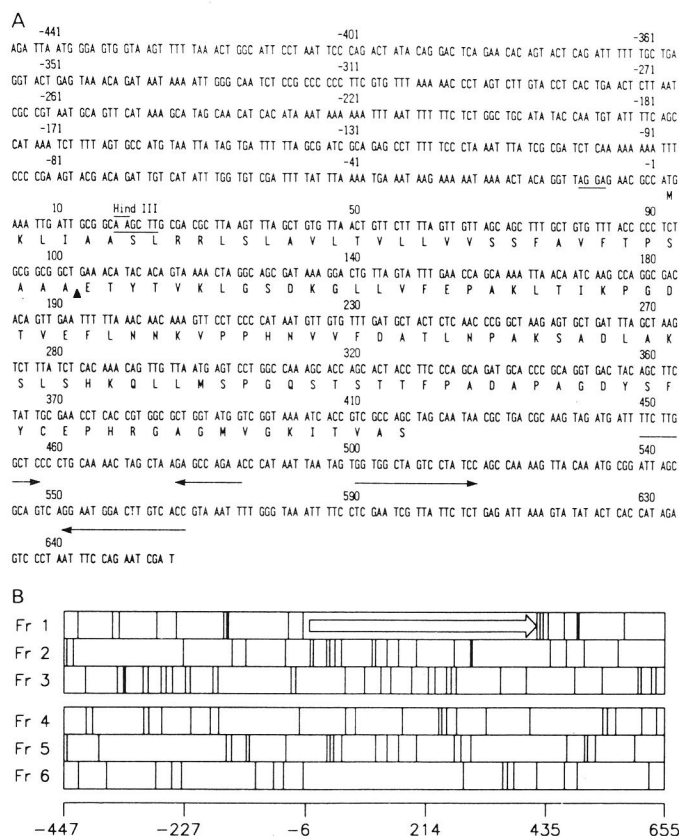 A
-441 -401 -361
AGA TTA ATG GGA GTG GTA AGT TTT TAA ACT GGC ATT CCT AAT TCC CAG ACT ATA CAG GAC TCA GAA CAC AGT ACT CAG ATT TTT TGC TGA
-351 -311 -271
GGT ACT GAG TAA ACA GAT AAT AAA ATT GGG CAA TCT CCG CCC CCC TTC GTG TTT AAA AAC CCT AGT CTT GTA CCT CAC TGA ACT CTT AAT
-261 -221 -181
CGC CGT AAT GCA GTT CAT AAA GCA TAG CAA CAT CAC ATA AAT AAA AAA TTT AAT TTT TTC TCT GGC TGC ATA TAC CAA TGT ATT TTC AGC
-171 -131 -91
CAT AAA TCT TTT AGT GCC ATG TAA TTA TAG TGA TTT TTA GCG ATC GCA GAG CCT TTT TCC CTA AAT TAT CGC GAT CTC AAA AAA ATT
-81 -41 -1
CCC CGA AGT ACG ACA GAT TGT CAT ATT TGG TGT CGA TTT TAT TTA AAA TGA AAT AAG AAA AAT AAA ACT ACA GGT TAG GAG AAC GCC ATG
M
10 Hind III 50 90
AAA TTG ATT GCG GCA AGC TTG CGA CGC TTA AGT TTA GCT GTG TTA ACT GTT CTT TTA GTT GTT AGC AGC TTT GCT GTG TTT ACC CCC TCT
K L I A A S L R R L S L A V L T V L L V V S S F A V F T P S
100 140 180
GCG GCG GCT GAA ACA TAC ACA GTA AAA CTA GGC AGC GAT AAA GGA CTG TTA GTA TTT GAA CCA GCA AAA TTA ACA ATC AAG CCA GGC GAC
A A A E T Y T V K L G S D K G L L V F E P A K L T I K P G D
190 230 270
ACA GTT GAA TTT TTA AAC AAC AAA GTT CCT CCC CAT AAT GTT GTG TTT GAT GCT ACT CTC AAC CCG GCT AAG AGT GCT GAT TTA GCT AAG
T V E F L N N K V P P H N V V F D A T L N P A K S A D L A K
280 320 360
TCT TTA TCT CAC AAA CAG TTG TTA ATG AGT CCT GGC CAA AGC ACC AGC ACT ACC TTC CCA GCA GAT GCA CCC GCA GGT GAC TAC AGC TTC
S L S H K Q L L M S P G Q S T S T T F P A D A P A G D Y S F
370 410 450
TAT TGC GAA CCT CAC CGT GGC GCT GGT ATG GTC GGT AAA ATC ACC GTC GCC AGC TAG CAA TAA CGC TGA CGC AAG TAG ATG ATT TTC TTG
Y C E P H R G A G M V G K I T V A S
460 500 540
GCT CCC CTG CAA AAC TAG CTA AGA GCC AGA ACC CAT AAT TAA TAG TGG TGG CTA GTC CTA TCC AGC CAA AAG TTA CAA ATG CGG ATT AGC
550 590 630
GCA GTC AGG AAT GGA CTT GTC ACC GTA AAT TTT GGG TAA ATT TTC CTC GAA TCG TTA TTC TCT GAG ATT AAA GTA TAT ACT CAC CAT AGA
640
GTC CCT AAT TTC CAG AAT CGA T
B
Fr 1
Fr 2
Fr 3
Fr 4
Fr 5
Fr 6
-447 -227 -6 214 435 655